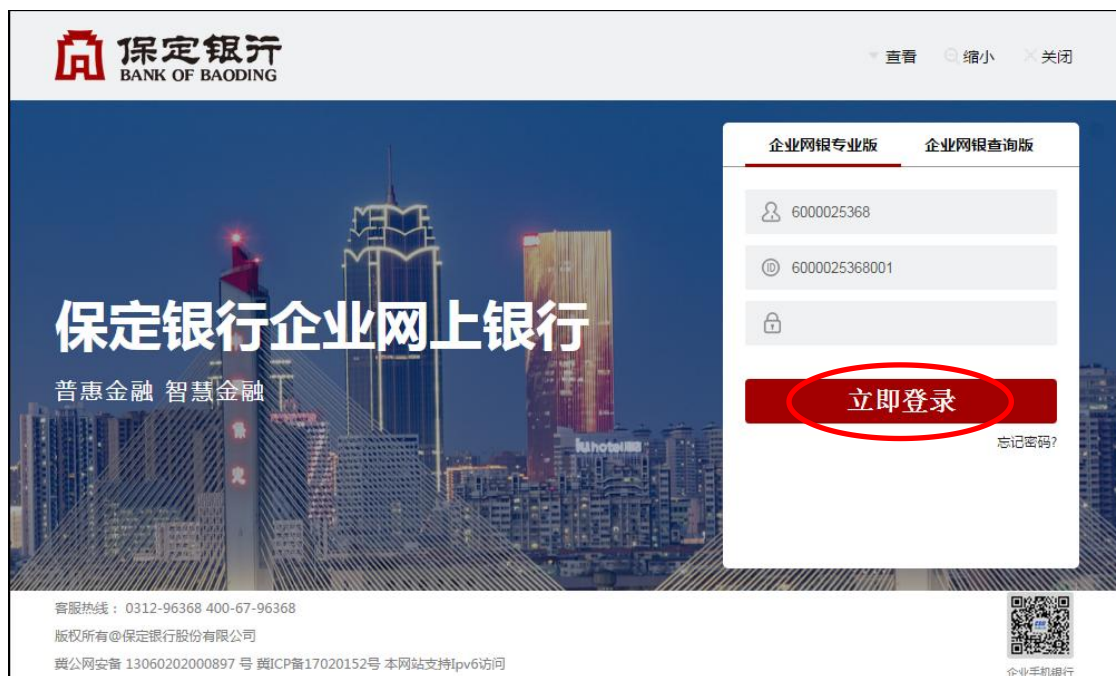 保定银行
BANK OF BAODING
查看 缩小 关闭
企业网银专业版 企业网银查询版
6000025368
6000025368001
保定银行企业网上银行
普惠金融 智慧金融
立即登录
忘记密码?
保定
客服热线： 0312-96368 400-67-96368
版权所有@保定银行股份有限公司
冀公网安备 13060202000897 号 冀ICP备17020152号 本网站支持Ipv6访问
企业手机银行